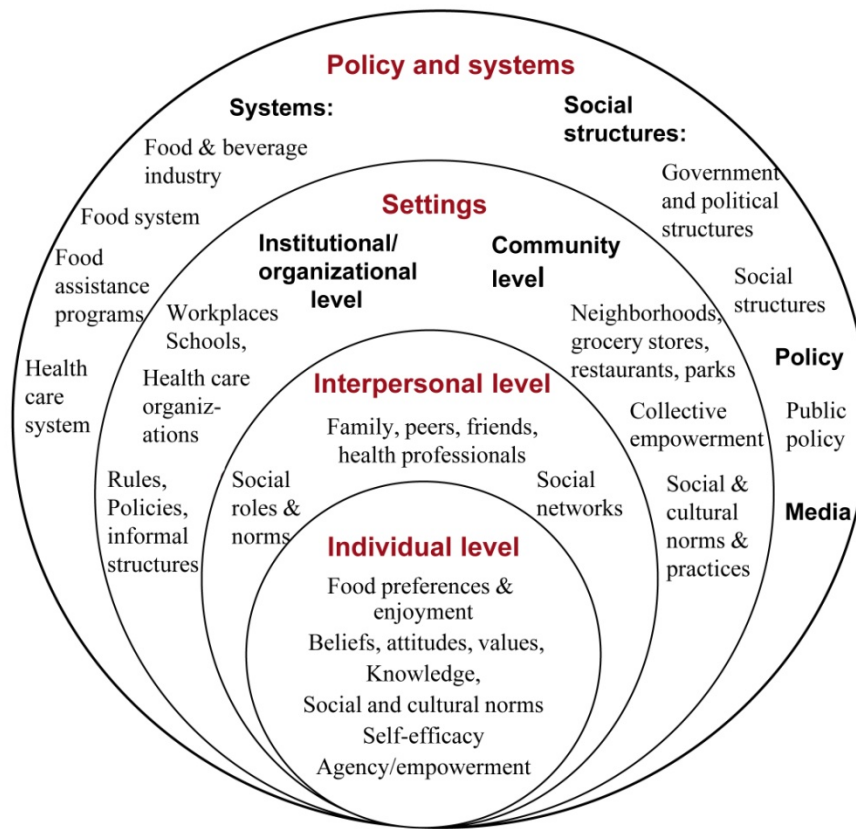 Policy and systems
Systems:
Food & beverage
industry
Food system
Food
assistance
programs
Health
care
system
Social
structures:
Government
and political
structures
Social
structures
Policy
Public
policy
Media
Settings
Institutional/
organizational
level
Workplaces
Schools,
Health care
organiz-
ations
Rules,
Policies,
informal
structures
Community
level
Neighborhoods,
grocery stores,
restaurants, parks
Collective
empowerment
Social &
cultural
norms &
practices
Interpersonal level
Family, peers, friends,
health professionals
Social
roles &
norms
Social
networks
Individual level
Food preferences &
enjoyment
Beliefs, attitudes, values,
Knowledge,
Social and cultural norms
Self-efficacy
Agency/empowerment